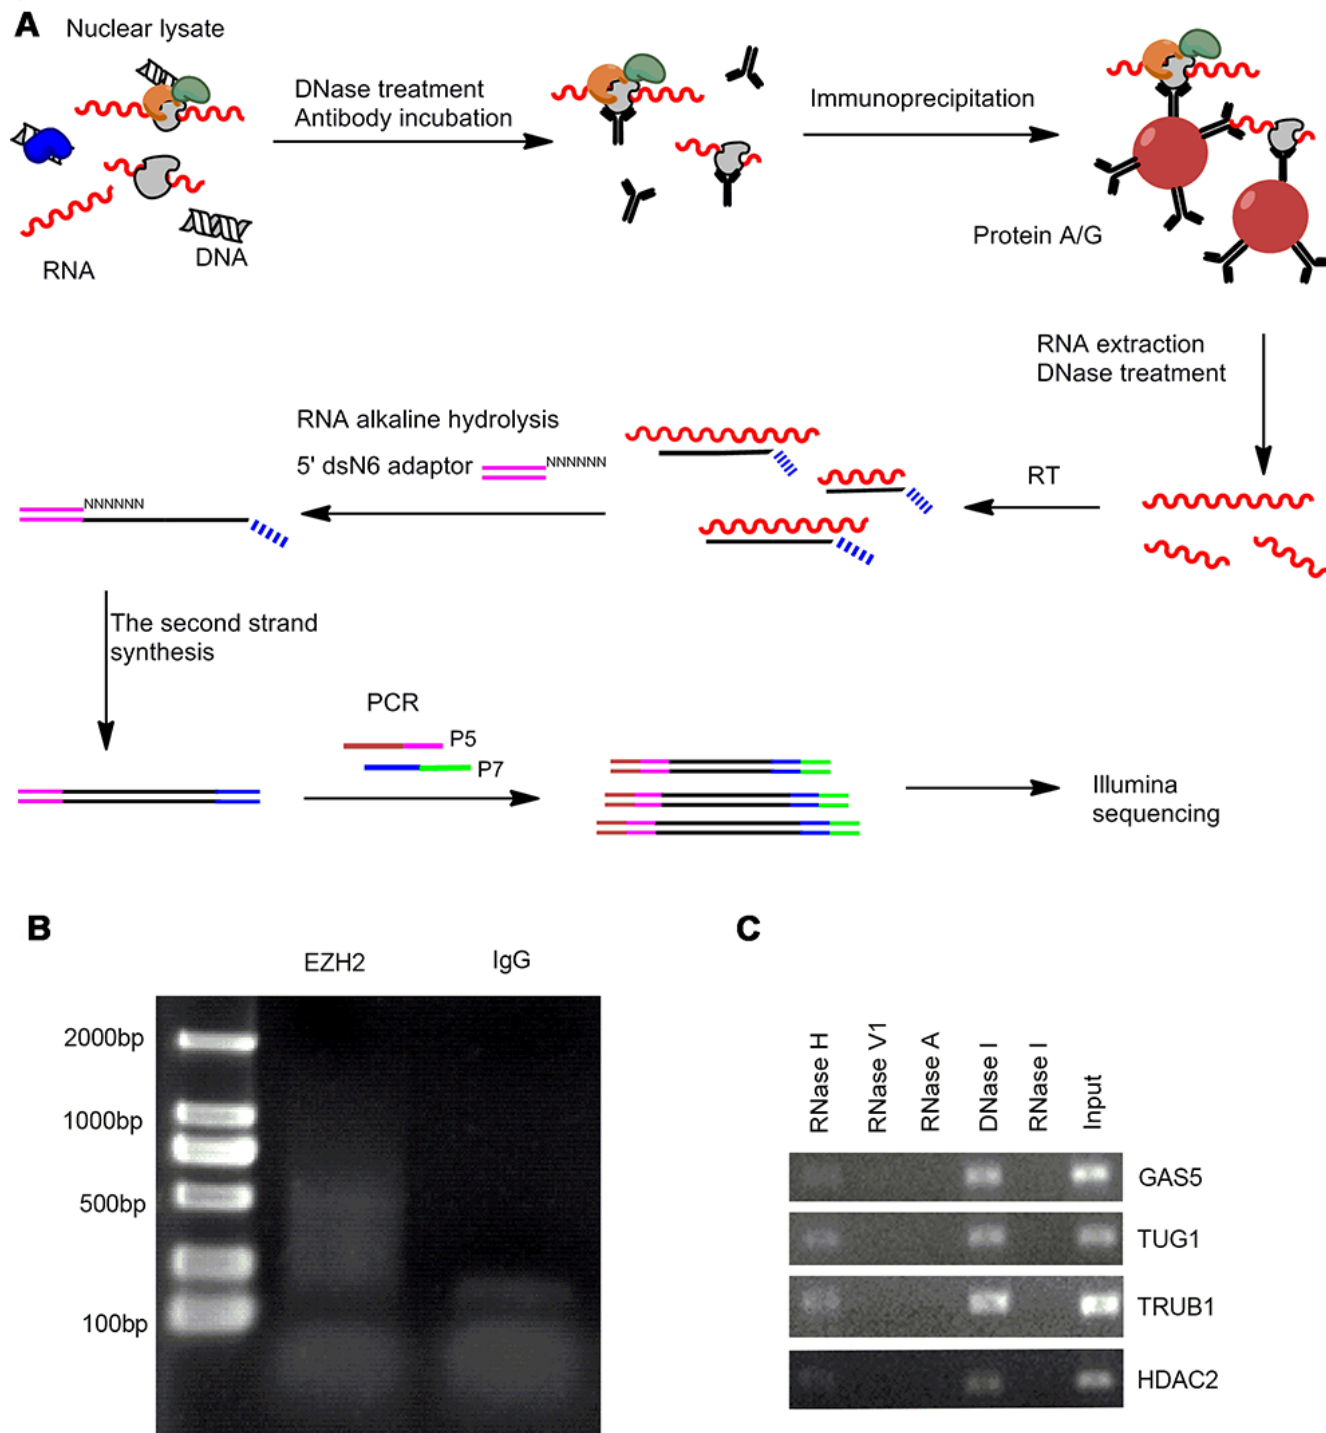 A
Nuclear lysate
DNase treatment
Antibody incubation
Immunoprecipitation
RNA
DNA
Protein A/G
RNA extraction
DNase treatment
RNA alkaline hydrolysis
5' dsN6 adaptor
NNNNNN
RT
NNNNNN
The second strand
synthesis
PCR
P5
P7
Illumina
sequencing
B
EZH2
IgG
2000bp
1000bp
500bp
100bp
C
RNase H
RNase V1
RNase A
DNase I
RNase I
Input
GAS5
TUG1
TRUB1
HDAC2